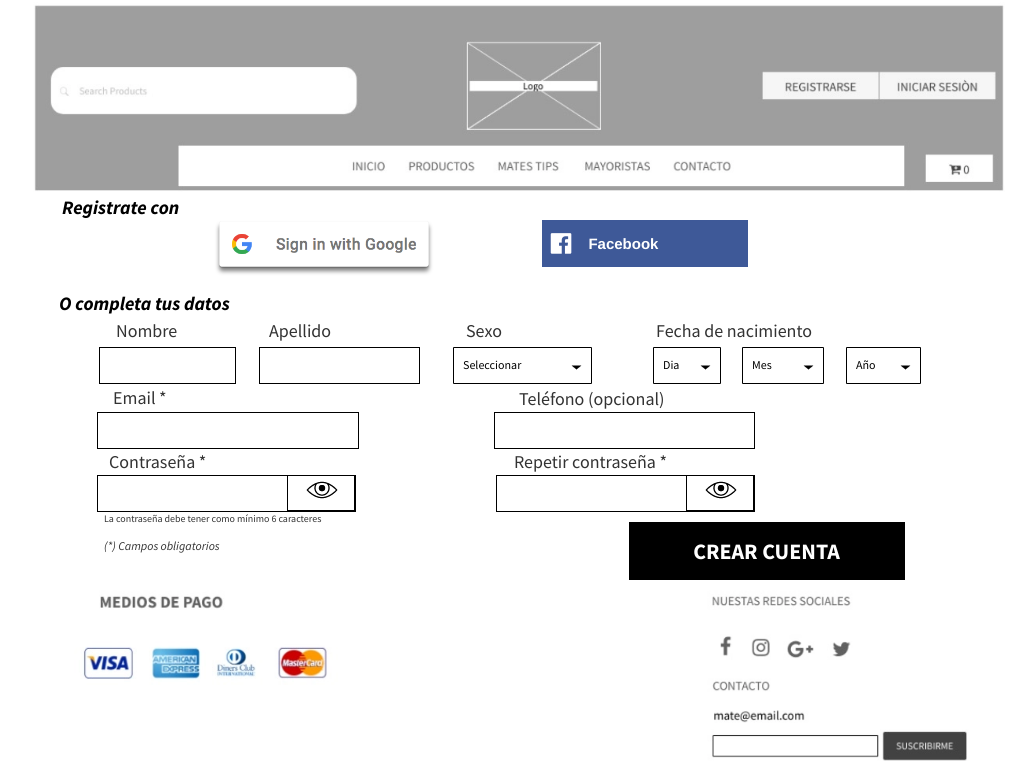 Search Products
Logo
REGISTRARSE INICIAR SESIÒN
INICIO PRODUCTOS MATES TIPS MAYORISTAS CONTACTO
0
Registrate con
Sign in with Google
Facebook
O completa tus datos
Nombre Apellido Sexo Fecha de nacimiento
Seleccionar Dia Mes Año
Email * Teléfono (opcional)
Contraseña * Repetir contraseña *
La contraseña debe tener como mínimo 6 caracteres
(*) Campos obligatorios
CREAR CUENTA
MEDIOS DE PAGO
NUESTAS REDES SOCIALES
VISA AMERICAN EXPRESS Diners Club INTERNATIONAL MasterCard
G+
CONTACTO
mate@email.com
SUSCRIBIRME